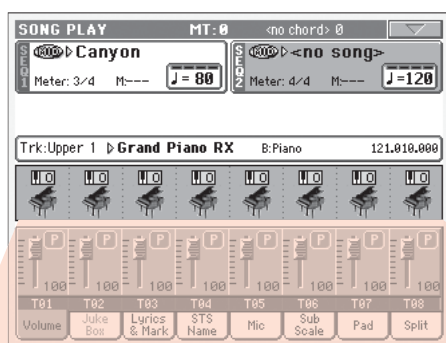 SONG PLAY MT:0 <no chord> 0
SEQ1 Canyon
Meter: 3/4 M:--- ♩= 80
SEQ2 <no song>
Meter: 4/4 M:--- ♩=120
Trk:Upper 1 Grand Piano RX B:Piano 121.010.000
P P P P P P P P
100 100 100 100 100 100 100 100
T01 T02 T03 T04 T05 T06 T07 T08
Volume Juke Box Lyrics & Mark STS Name Mic Sub Scale Pad Split